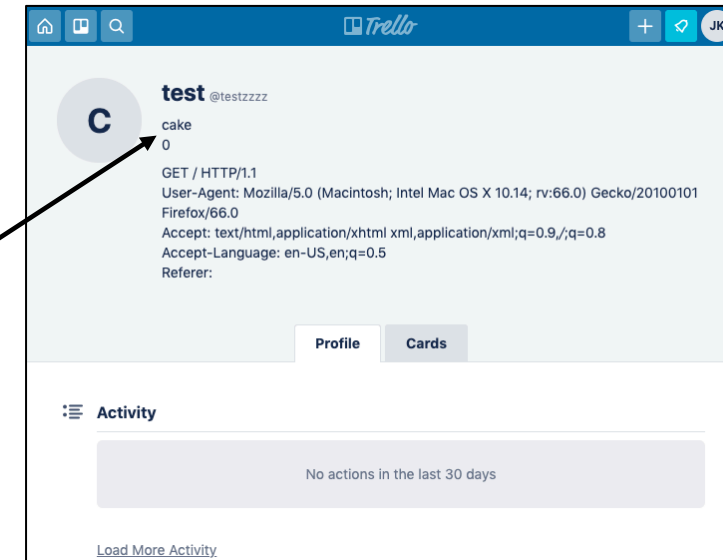 Trello
JK
C
test @testzzzz
cake
0
GET / HTTP/1.1
User-Agent: Mozilla/5.0 (Macintosh; Intel Mac OS X 10.14; rv:66.0) Gecko/20100101
Firefox/66.0
Accept: text/html,application/xhtml xml,application/xml;q=0.9,/;q=0.8
Accept-Language: en-US,en;q=0.5
Referer:
Profile Cards
Activity
No actions in the last 30 days
Load More Activity